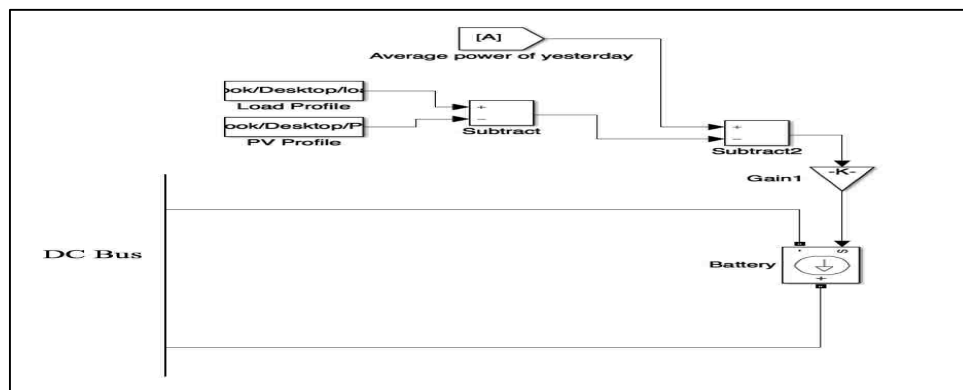 [A]
Average power of yesterday
ook/Desktop/loa
Load Profile
+
−
Subtract
ook/Desktop/P
PV Profile
+
−
Subtract2
Gain1
-K-
DC Bus
Battery
-
S
+